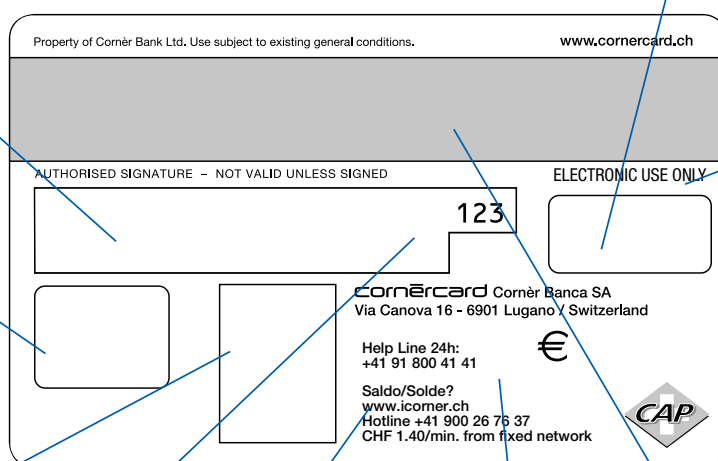 Property of Cornèr Bank Ltd. Use subject to existing general conditions. www.cornercard.ch
AUTHORISED SIGNATURE – NOT VALID UNLESS SIGNED ELECTRONIC USE ONLY
123
cornèrcard Cornèr Banca SA
Via Canova 16 - 6901 Lugano / Switzerland
Help Line 24h:
+41 91 800 41 41
€
Saldo/Solde?
www.icorner.ch
Hotline +41 900 26 76 37
CHF 1.40/min. from fixed network
CAP